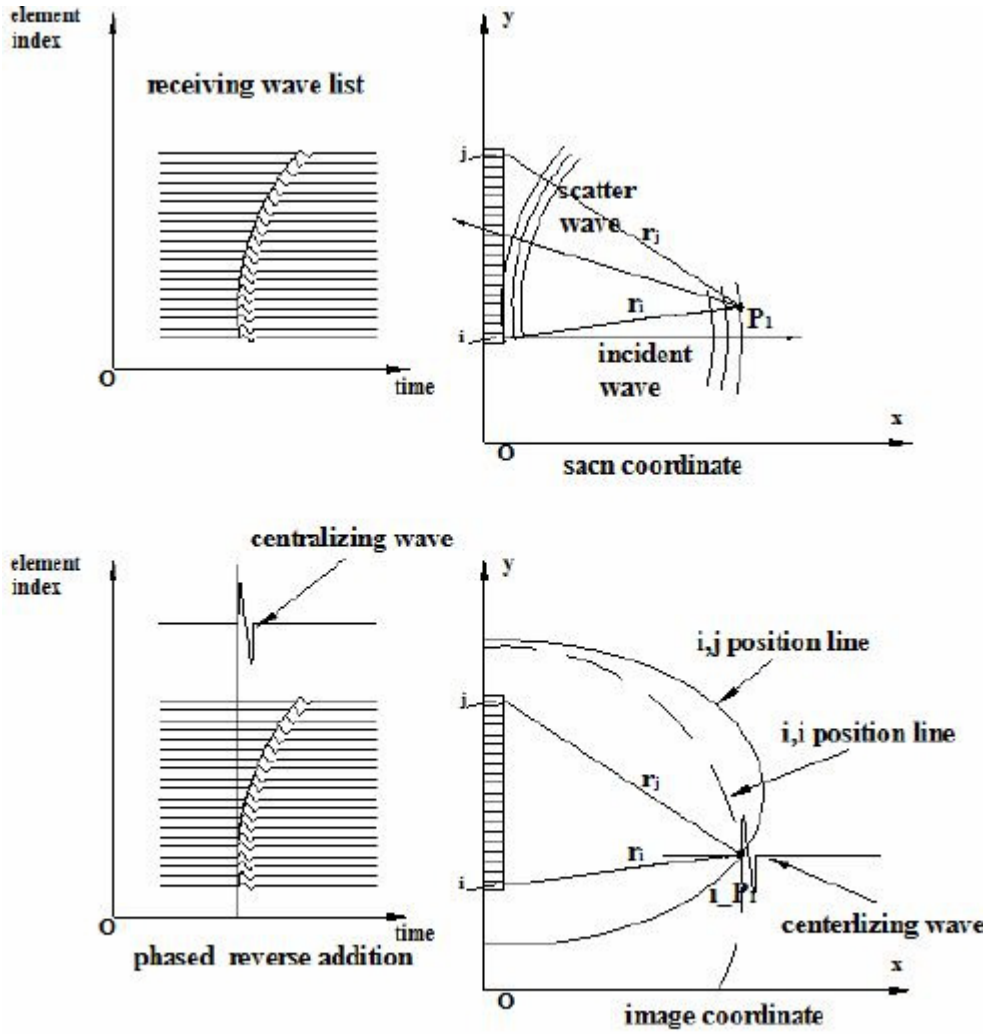 element
index
receiving wave list
O
time
y
j
scatter
wave
rj
ri
P1
i
incident
wave
x
O
sacn coordinate
centralizing wave
element
index
O
time
phased reverse addition
y
i,j position line
j
i,i position line
rj
ri
i
i_P1
centerlizing wave
x
O
image coordinate